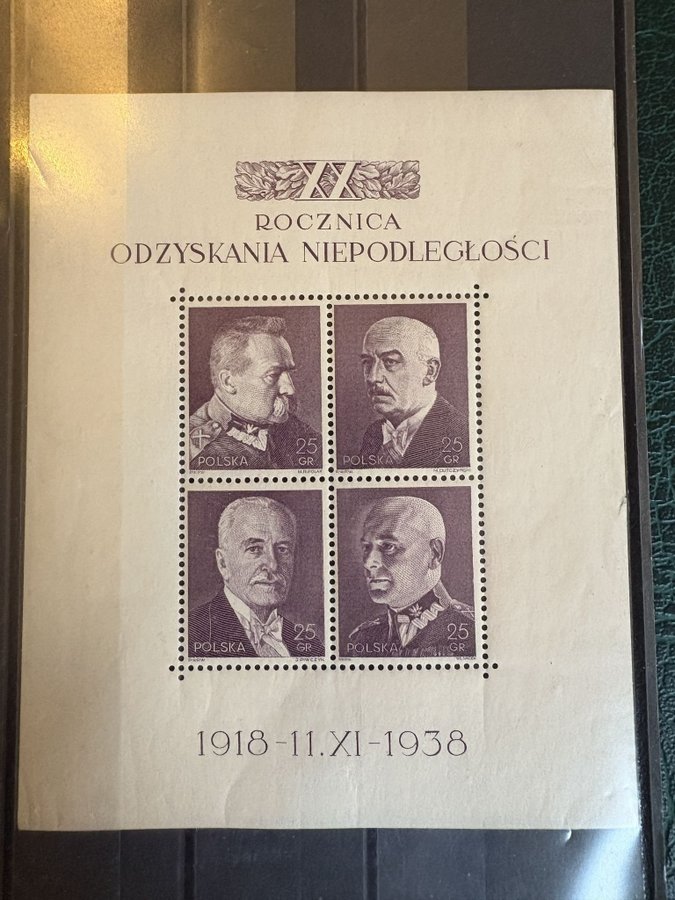 XX
ROCZNICA
ODZYSKANIA NIEPODLEGŁOŚCI
25
GR
POLSKA
25
GR
POLSKA
25
GR
POLSKA
25
GR
POLSKA
1918-11.XI-1938